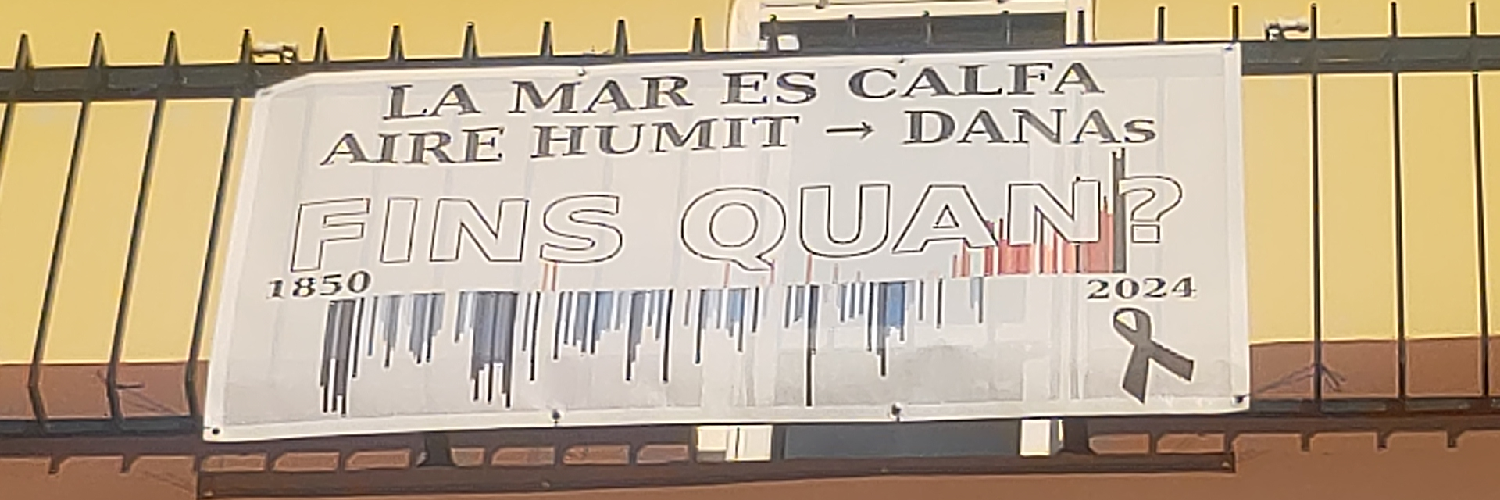 LA MAR ES CALFA
AIRE HUMIT → DANAs
FINS QUAN?
1850
2024